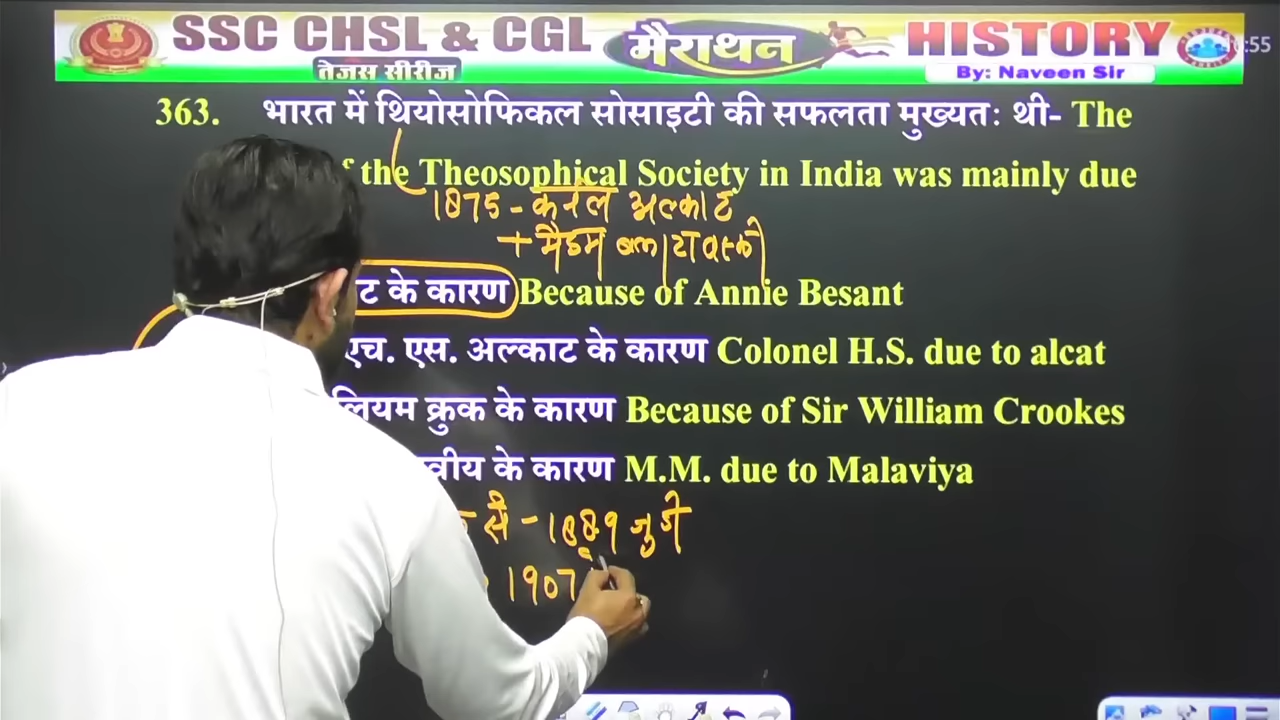 SSC CHSL & CGL मैराथन HISTORY
तेजस सीरीज By: Naveen Sir :55
363. भारत में थियोसोफिकल सोसाइटी की सफलता मुख्यतः थी- The
the Theosophical Society in India was mainly due
1875 - कर्नल अल्काट
+ मैडम ब्लाटावस्की
ट के कारण Because of Annie Besant
एच. एस. अल्काट के कारण Colonel H.S. due to alcat
लियम क्रुक के कारण Because of Sir William Crookes
वीय के कारण M.M. due to Malaviya
से - 1889 जुडी
1907